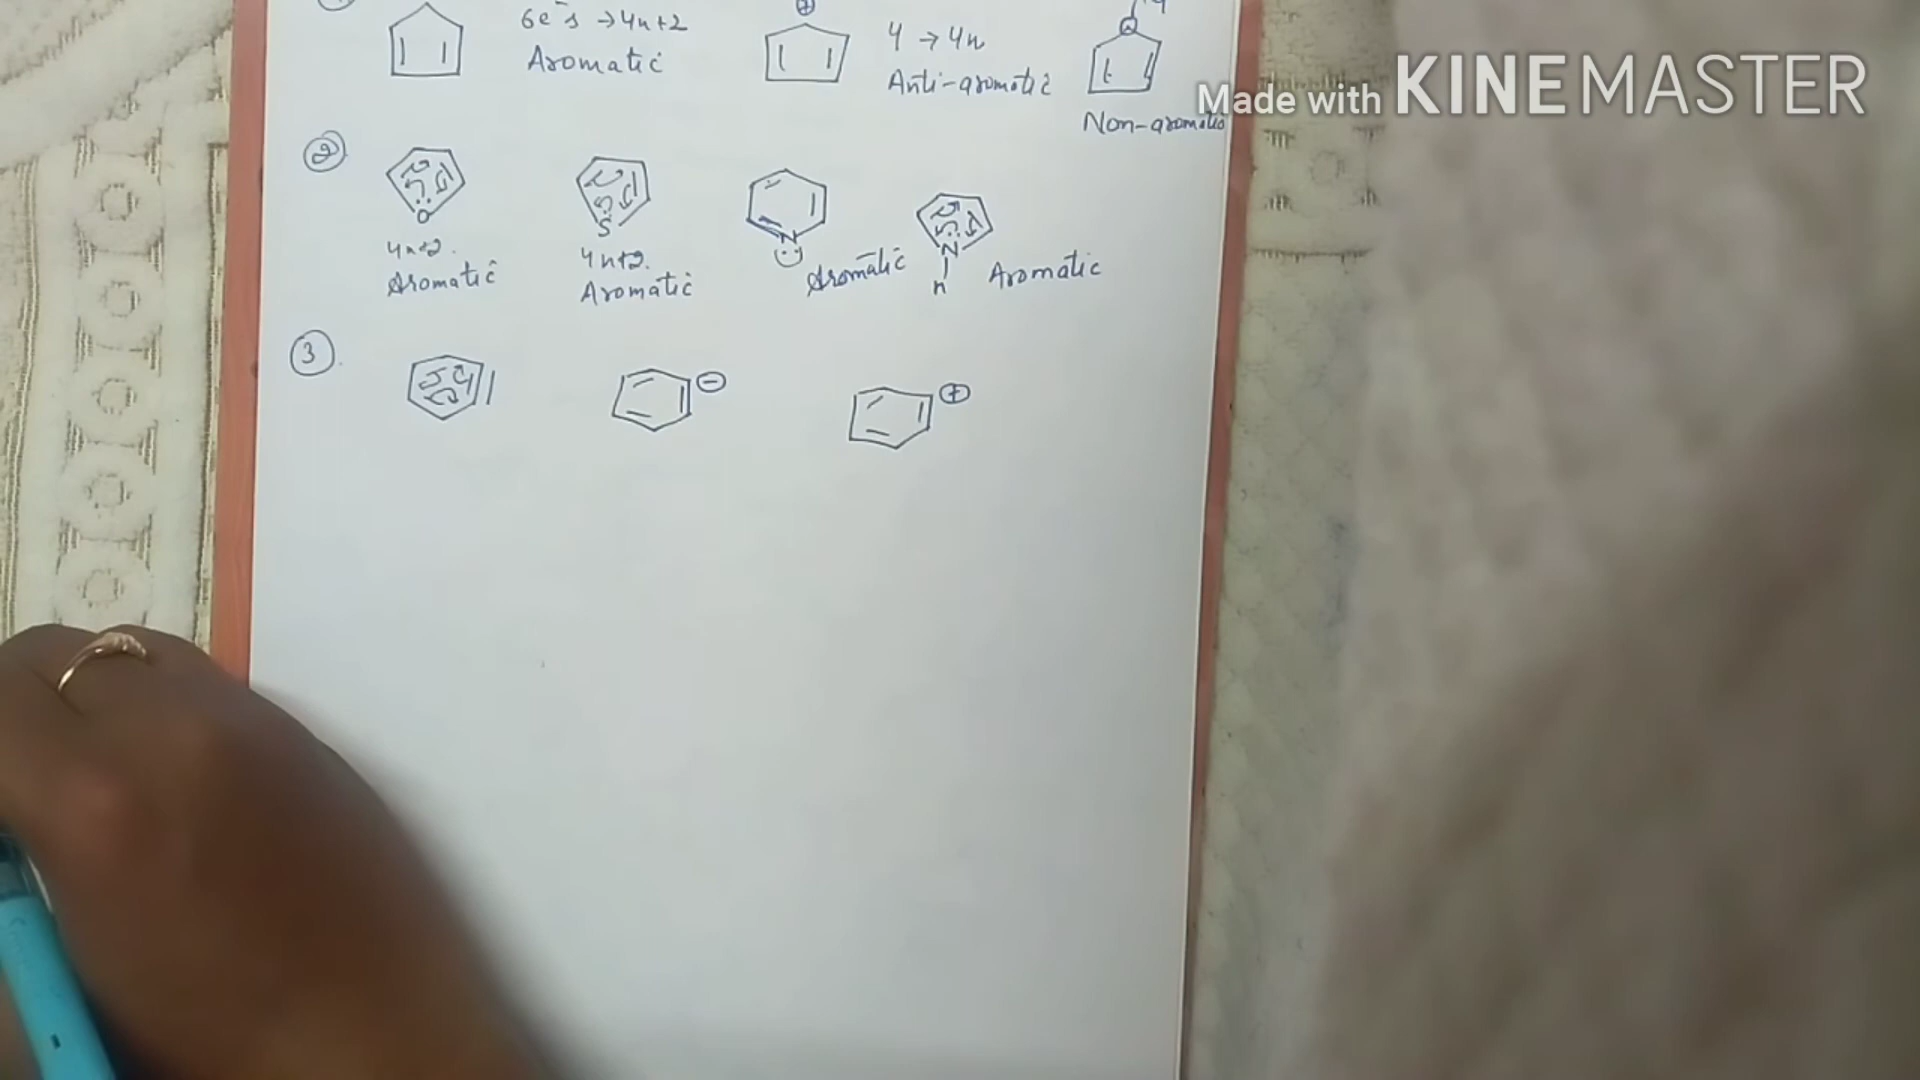 6e⁻s → 4n+2
Aromatic
⊕
4 → 4n
Anti-aromatic
Non-aromatic
Made with KINEMASTER
②
O
4n+2.
Aromatic
S
4n+2.
Aromatic
N
Aromatic
N
H
Aromatic
③.
⊖
⊕